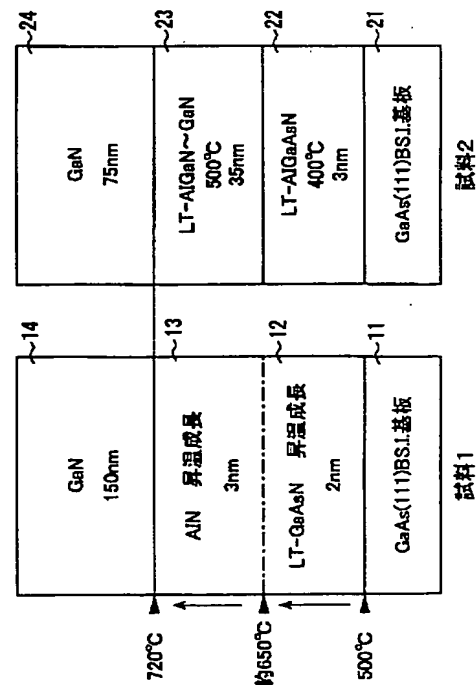 24
GaN
75nm
23
LT-AlGaN~GaN
500℃
35nm
22
LT-AlGaAsN
400℃
3nm
21
GaAs(111)BS.I.基板
試料2
14
GaN
150nm
720℃
13
AlN 昇温成長
3nm
約650℃
12
LT-GaAsN 昇温成長
2nm
500℃
11
GaAs(111)BS.I.基板
試料1